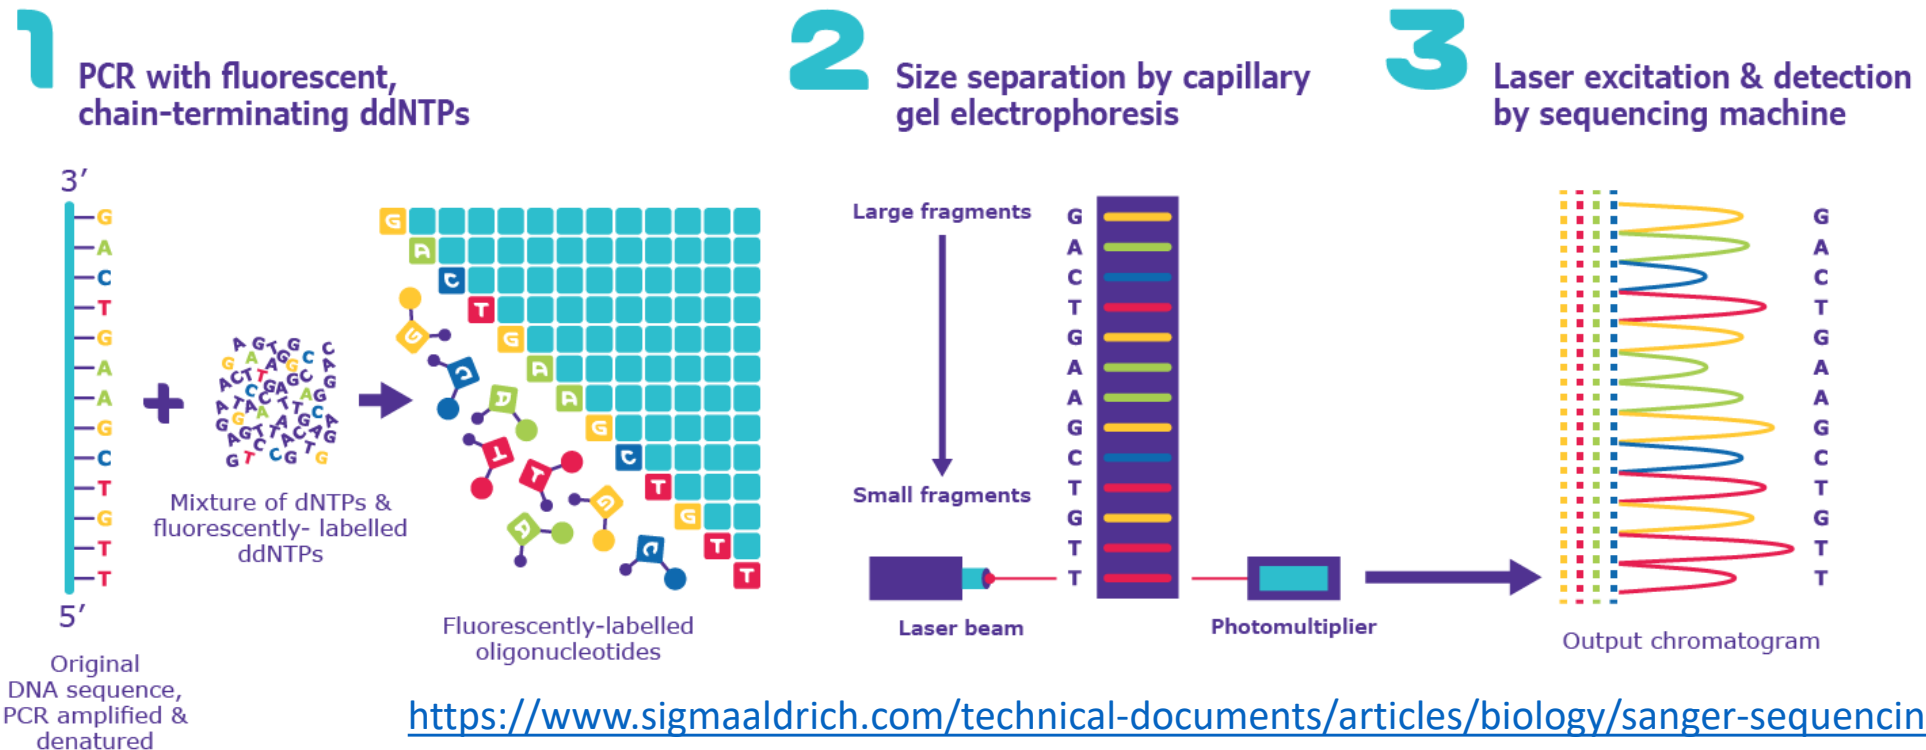 1
PCR with fluorescent,
chain-terminating ddNTPs
3′
G
A
C
T
G
A
A
G
C
T
G
T
T
5′
Original
DNA sequence,
PCR amplified &
denatured
+
Mixture of dNTPs &
fluorescently- labelled
ddNTPs
G
A
C
T
G
A
A
G
C
T
G
T
T
Fluorescently-labelled
oligonucleotides
2
Size separation by capillary
gel electrophoresis
Large fragments
Small fragments
G
A
C
T
G
A
A
G
C
T
G
T
T
Laser beam
Photomultiplier
3
Laser excitation & detection
by sequencing machine
G
A
C
T
G
A
A
G
C
T
G
T
T
Output chromatogram
https://www.sigmaaldrich.com/technical-documents/articles/biology/sanger-sequencin